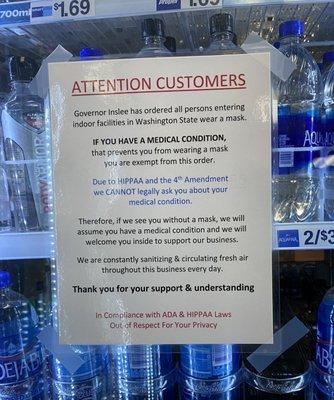 700ml
$1.69
1.69
ATTENTION CUSTOMERS
Governor Inslee has ordered all persons entering
indoor facilities in Washington State wear a mask.
IF YOU HAVE A MEDICAL CONDITION,
that prevents you from wearing a mask
you are exempt from this order.
Due to HIPPAA and the 4th Amendment
we CANNOT legally ask you about your
medical condition.
Therefore, if we see you without a mask, we will
assume you have a medical condition and we will
welcome you inside to support our business.
We are constantly sanitizing & circulating fresh air
throughout this business every day.
Thank you for your support & understanding
In Compliance with ADA & HIPPAA Laws
Out of Respect For Your Privacy
AQUA
2/$3
DEJA